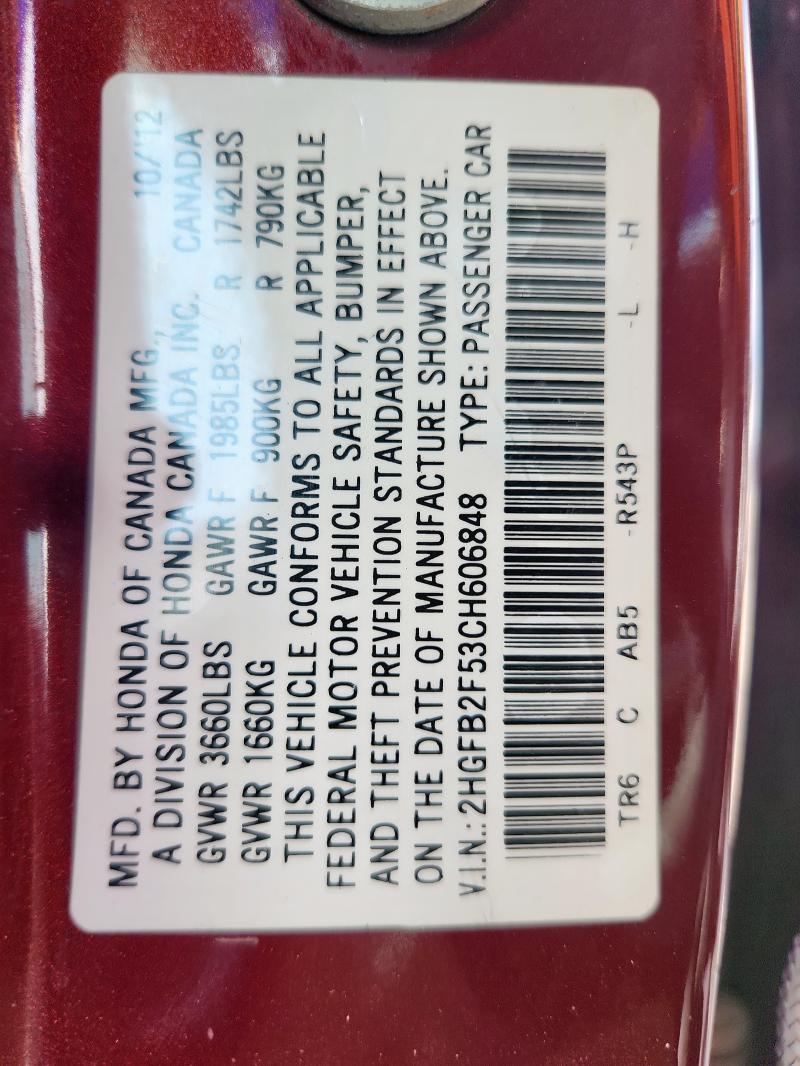 MFD. BY HONDA OF CANADA MFG., 10/'12
A DIVISION OF HONDA CANADA INC. CANADA
GVWR 3660LBS GAWR F 1985LBS R 1742LBS
GVWR 1660KG GAWR F 900KG R 790KG
THIS VEHICLE CONFORMS TO ALL APPLICABLE
FEDERAL MOTOR VEHICLE SAFETY, BUMPER,
AND THEFT PREVENTION STANDARDS IN EFFECT
ON THE DATE OF MANUFACTURE SHOWN ABOVE.
V.I.N.: 2HGFB2F53CH606848 TYPE: PASSENGER CAR
TR6 C AB5 -R543P -L -H